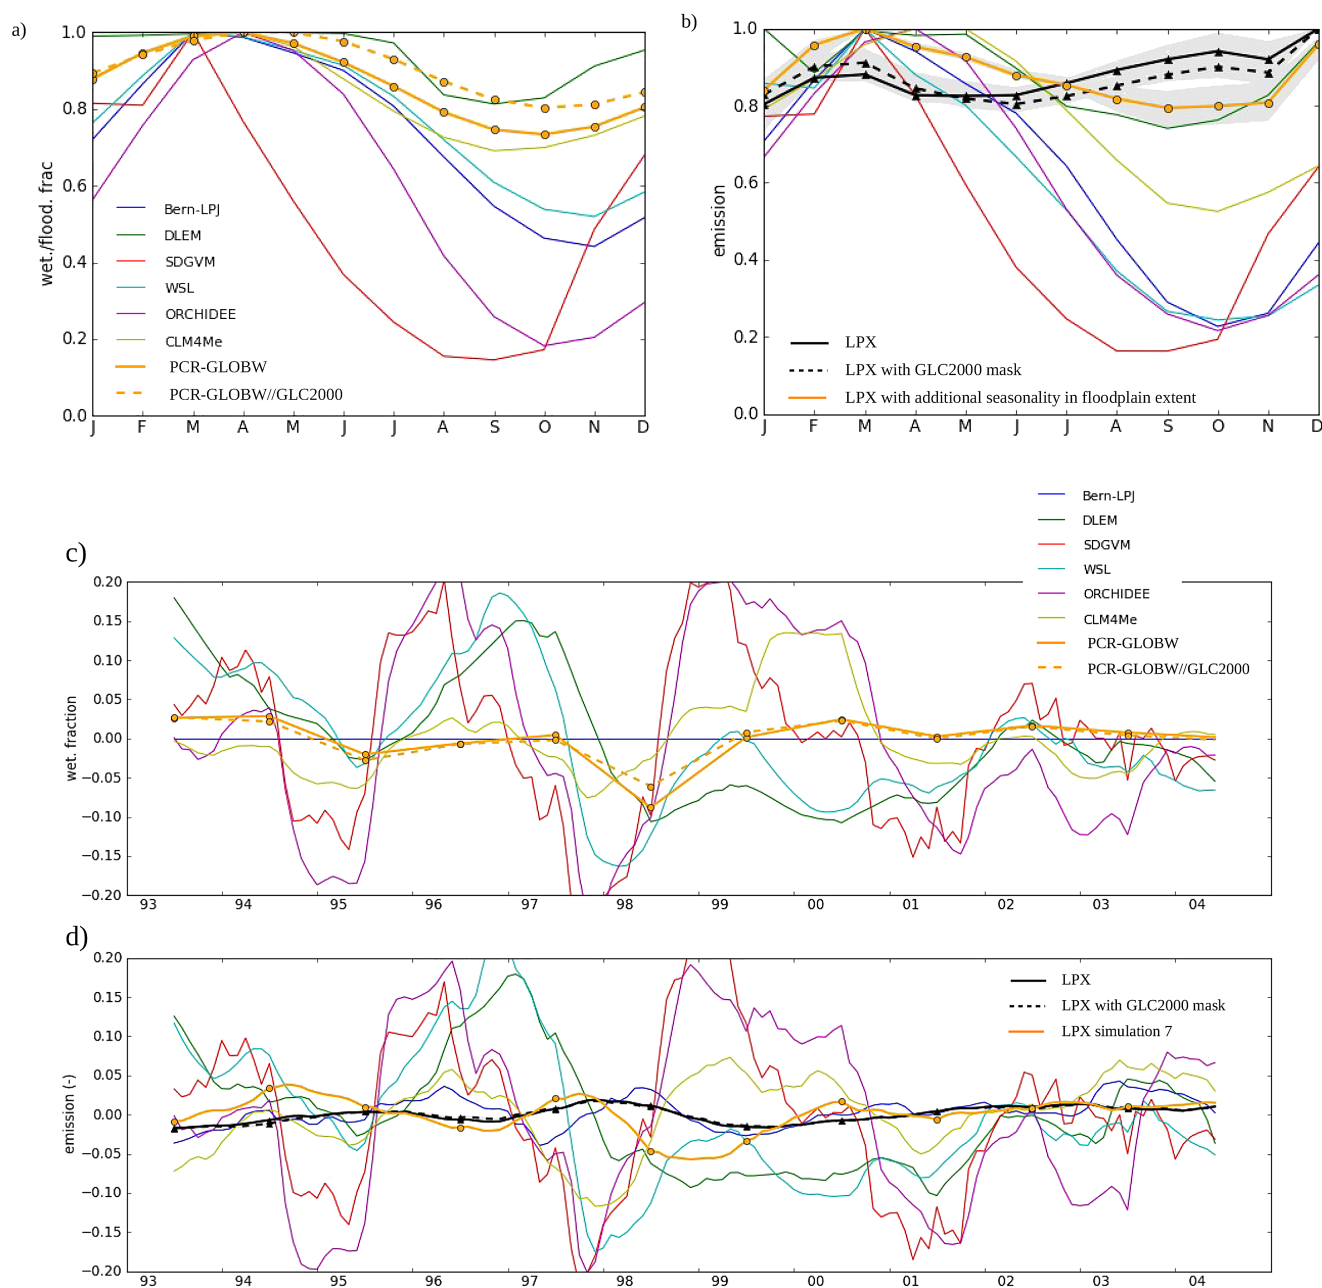 a)
1.0
0.8
0.6
0.4
0.2
0.0
wet./flood. frac
Bern-LPJ
DLEM
SDGVM
WSL
ORCHIDEE
CLM4Me
PCR-GLOBW
PCR-GLOBW//GLC2000
J F M A M J J A S O N D
b)
1.0
0.8
0.6
0.4
0.2
0.0
emission
LPX
LPX with GLC2000 mask
LPX with additional seasonality in floodplain extent
J F M A M J J A S O N D
Bern-LPJ
DLEM
SDGVM
WSL
ORCHIDEE
CLM4Me
PCR-GLOBW
PCR-GLOBW//GLC2000
c)
0.20
0.15
0.10
0.05
0.00
−0.05
−0.10
−0.15
−0.20
wet. fraction
93 94 95 96 97 98 99 00 01 02 03 04
d)
0.20
0.15
0.10
0.05
0.00
−0.05
−0.10
−0.15
−0.20
emission (-)
LPX
LPX with GLC2000 mask
LPX simulation 7
93 94 95 96 97 98 99 00 01 02 03 04